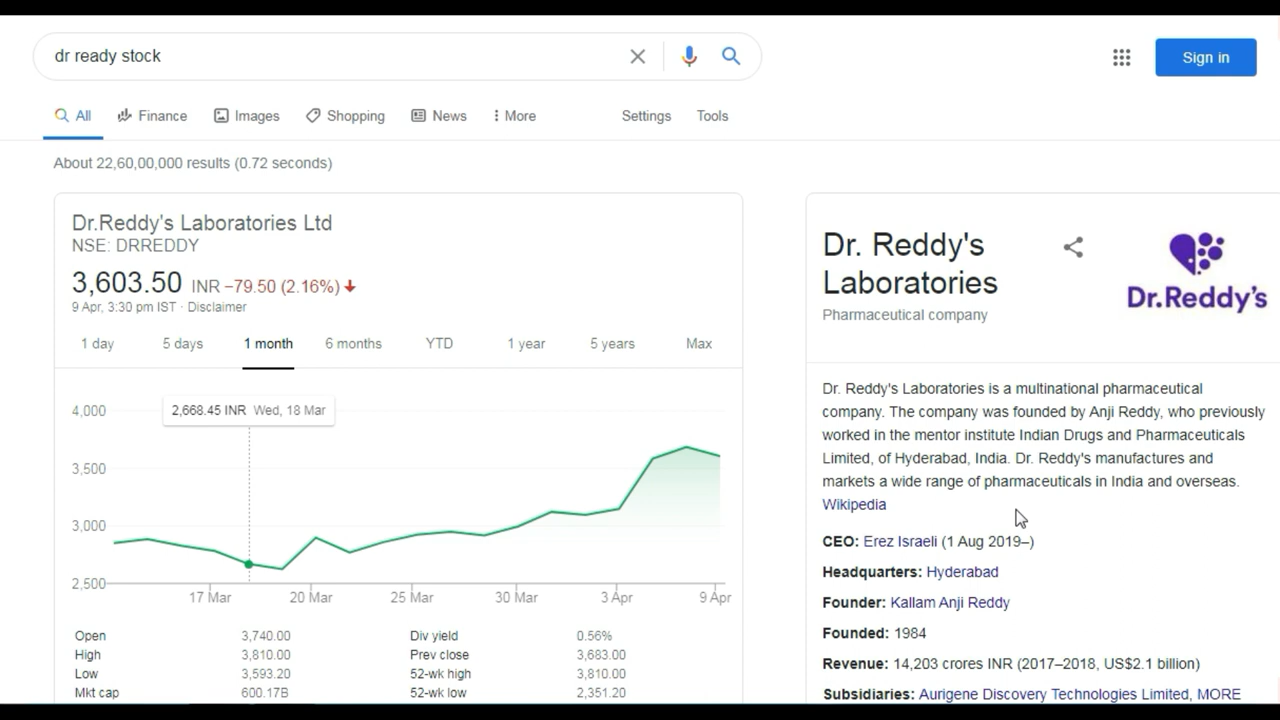 dr ready stock
Sign in
All Finance Images Shopping News More Settings Tools
About 22,60,00,000 results (0.72 seconds)
Dr.Reddy's Laboratories Ltd
NSE: DRREDDY
3,603.50 INR −79.50 (2.16%)
9 Apr, 3:30 pm IST · Disclaimer
1 day 5 days 1 month 6 months YTD 1 year 5 years Max
2,668.45 INR Wed, 18 Mar
4,000
3,500
3,000
2,500
17 Mar 20 Mar 25 Mar 30 Mar 3 Apr 9 Apr
Open 3,740.00 Div yield 0.56%
High 3,810.00 Prev close 3,683.00
Low 3,593.20 52-wk high 3,810.00
Mkt cap 600.17B 52-wk low 2,351.20
Dr. Reddy's
Laboratories
Pharmaceutical company
Dr.Reddy's
Dr. Reddy's Laboratories is a multinational pharmaceutical
company. The company was founded by Anji Reddy, who previously
worked in the mentor institute Indian Drugs and Pharmaceuticals
Limited, of Hyderabad, India. Dr. Reddy's manufactures and
markets a wide range of pharmaceuticals in India and overseas.
Wikipedia
CEO: Erez Israeli (1 Aug 2019–)
Headquarters: Hyderabad
Founder: Kallam Anji Reddy
Founded: 1984
Revenue: 14,203 crores INR (2017–2018, US$2.1 billion)
Subsidiaries: Aurigene Discovery Technologies Limited, MORE